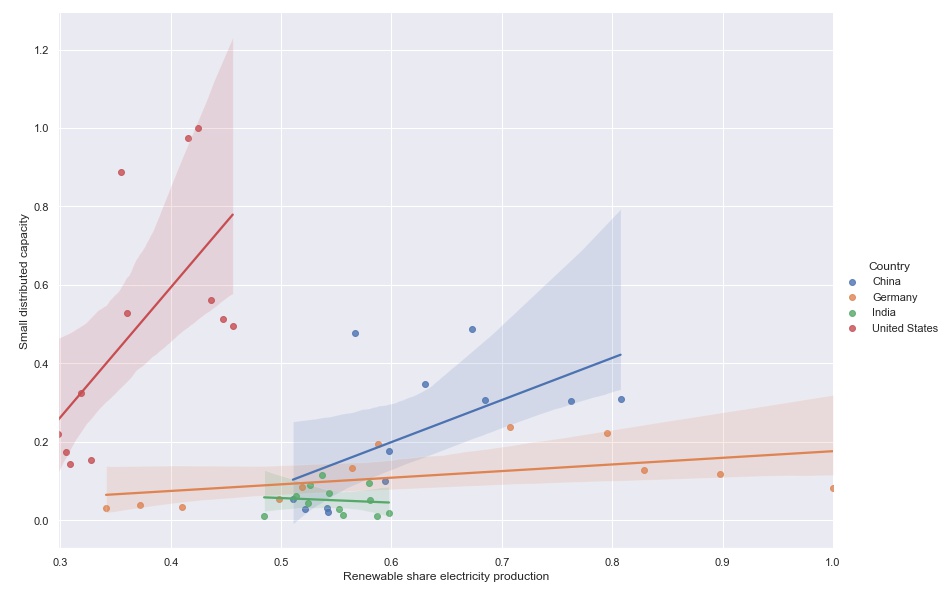 1.2
1.0
0.8
0.6
0.4
0.2
0.0
Small distributed capacity
0.3 0.4 0.5 0.6 0.7 0.8 0.9 1.0
Renewable share electricity production
Country
China
Germany
India
United States